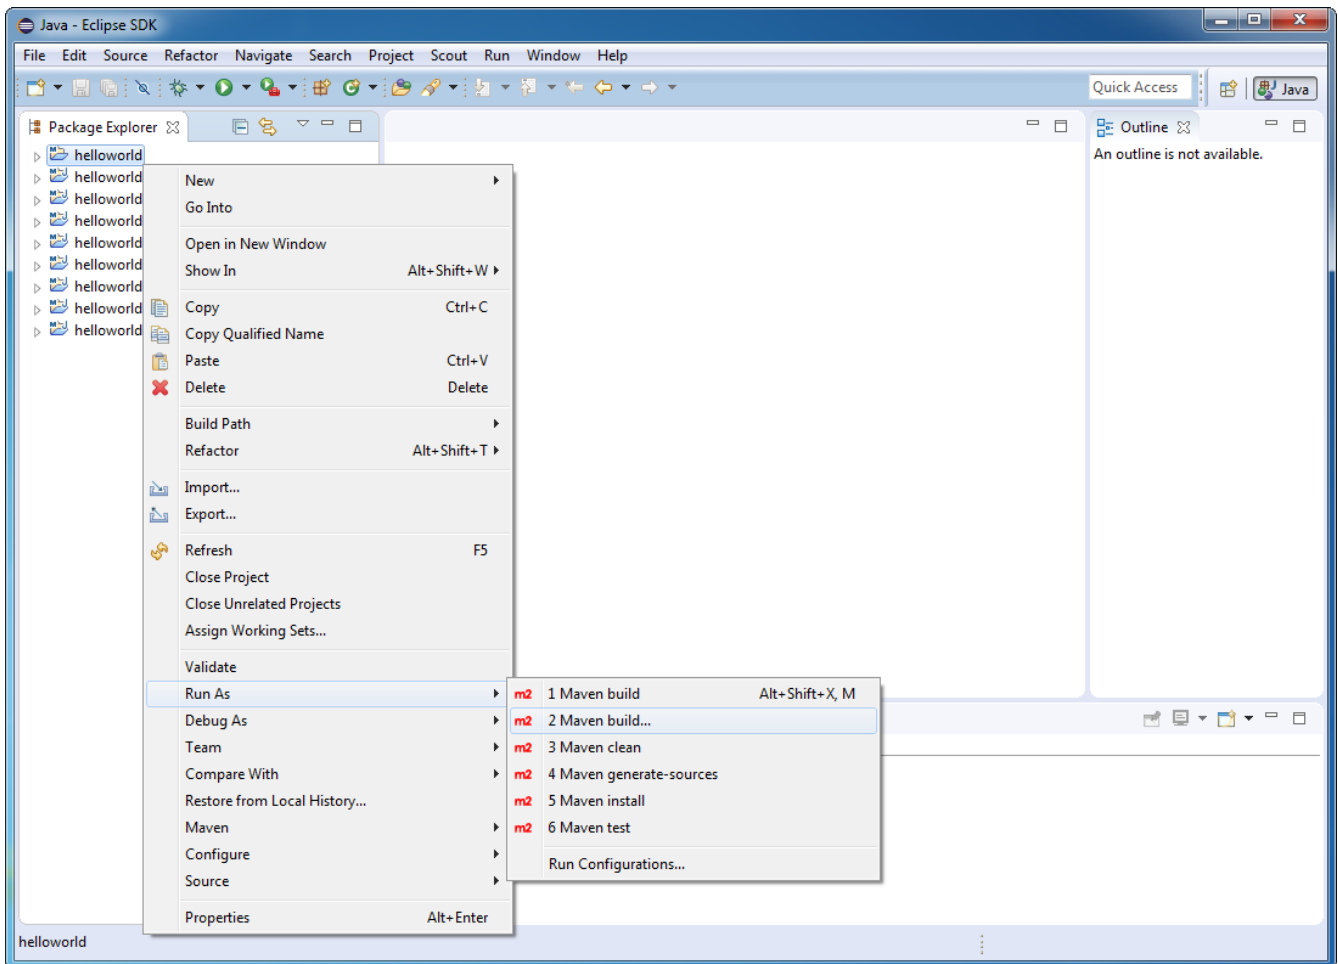 Java - Eclipse SDK
File Edit Source Refactor Navigate Search Project Scout Run Window Help
Quick Access
Java
Package Explorer
Outline
An outline is not available.
helloworld
helloworld
helloworld
helloworld
helloworld
helloworld
helloworld
helloworld
helloworld
New
Go Into
Open in New Window
Show In Alt+Shift+W
Copy Ctrl+C
Copy Qualified Name
Paste Ctrl+V
Delete Delete
Build Path
Refactor Alt+Shift+T
Import...
Export...
Refresh F5
Close Project
Close Unrelated Projects
Assign Working Sets...
Validate
Run As
Debug As
Team
Compare With
Restore from Local History...
Maven
Configure
Source
Properties Alt+Enter
m2 1 Maven build Alt+Shift+X, M
m2 2 Maven build...
m2 3 Maven clean
m2 4 Maven generate-sources
m2 5 Maven install
m2 6 Maven test
Run Configurations...
helloworld